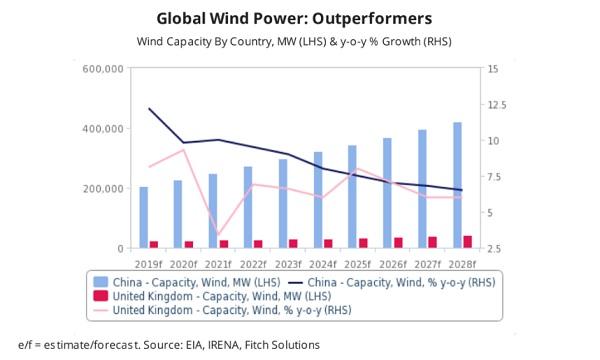 Global Wind Power: Outperformers
Wind Capacity By Country, MW (LHS) & y-o-y % Growth (RHS)
600,000
400,000
200,000
0
15
12.5
10
7.5
5
2.5
2019f 2020f 2021f 2022f 2023f 2024f 2025f 2026f 2027f 2028f
China - Capacity, Wind, MW (LHS) China - Capacity, Wind, % y-o-y (RHS)
United Kingdom - Capacity, Wind, MW (LHS)
United Kingdom - Capacity, Wind, % y-o-y (RHS)
e/f = estimate/forecast. Source: EIA, IRENA, Fitch Solutions